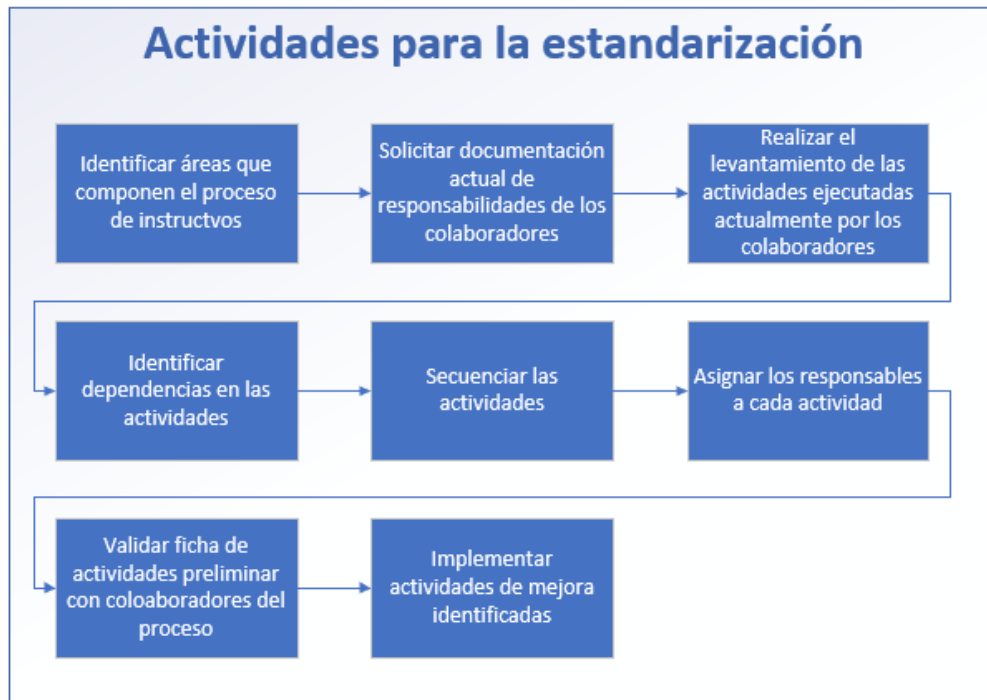 Actividades para la estandarización
Identificar áreas que
componen el proceso
de instructvos
Solicitar documentación
actual de
responsabilidades de los
colaboradores
Realizar el
levantamiento de las
actividades ejecutadas
actualmente por los
colaboradores
Identificar
dependencias en las
actividades
Secuenciar las
actividades
Asignar los responsables
a cada actividad
Validar ficha de
actividades preliminar
con coloaboradores del
proceso
Implementar
actividades de mejora
identificadas